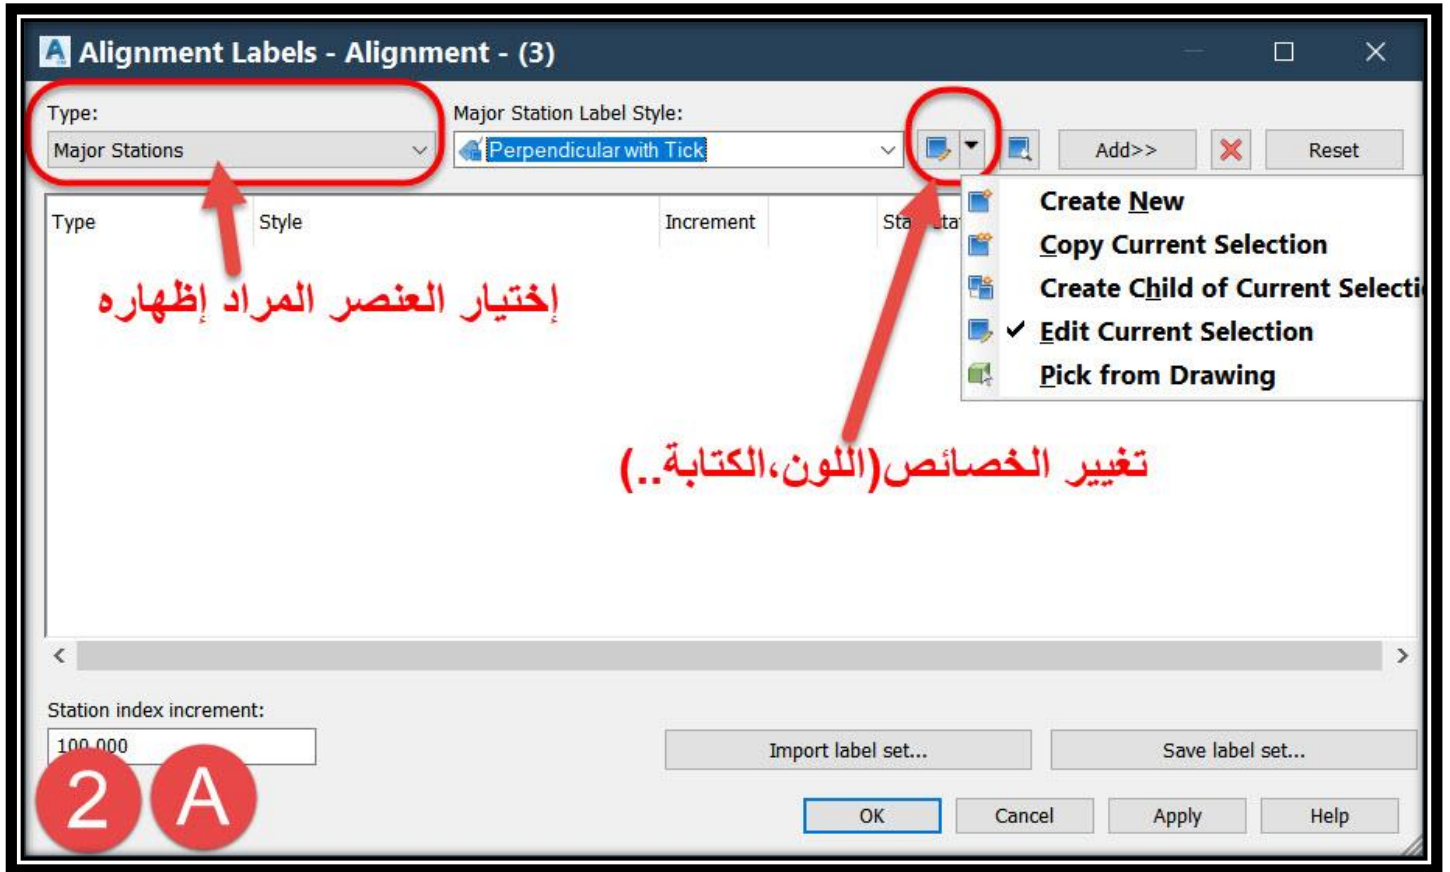 Alignment Labels - Alignment - (3)
Type:
Major Station Label Style:
Major Stations
Perpendicular with Tick
Add>>
Reset
Create New
Copy Current Selection
Create Child of Current
Edit Current Selection
Pick from Drawing
Type Style Increment
إختيار العنصر المراد إظهاره
تغيير الخصائص(اللون،الكتابة..)
Station index increment:
100.000
Import label set...
Save label set...
2 A
OK
Cancel
Apply
Help